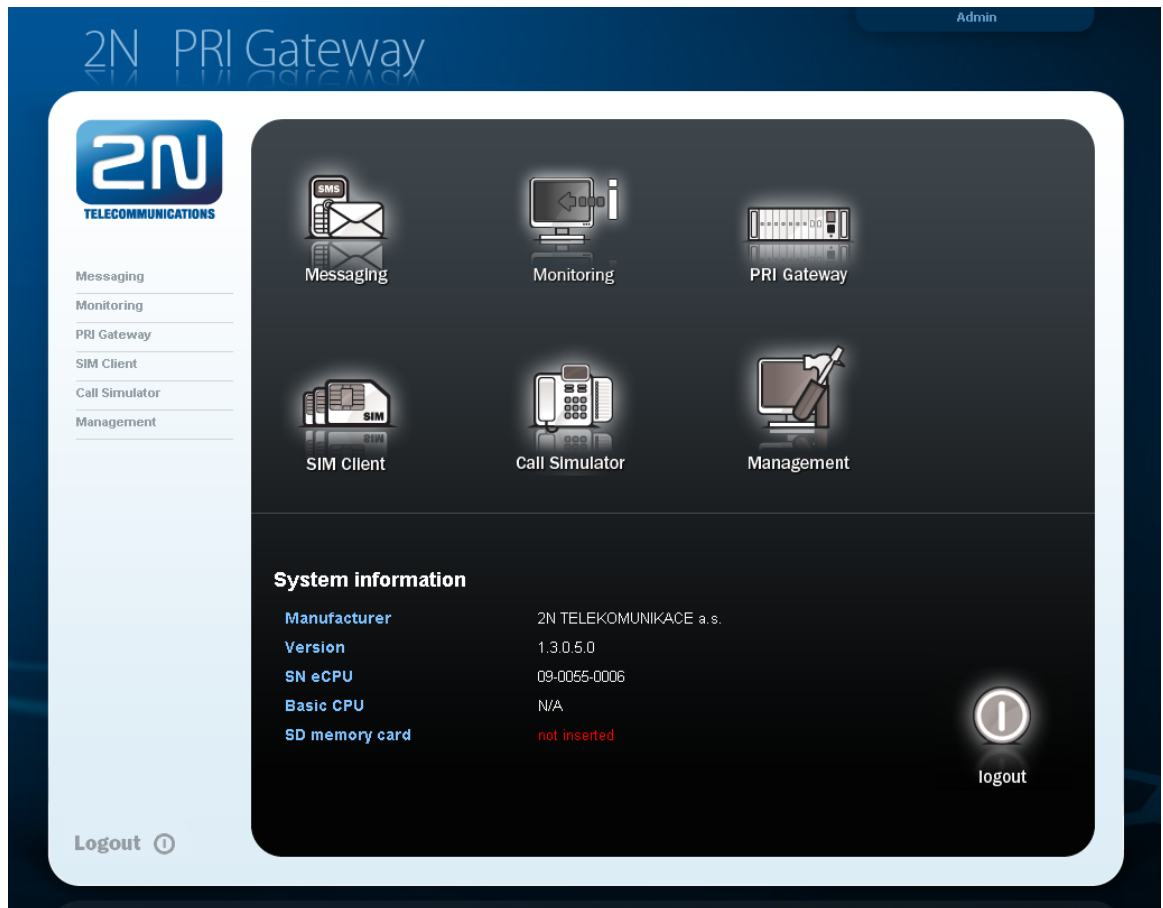 Admin
2N PRI Gateway
2N
TELECOMMUNICATIONS
Messaging
Monitoring
PRI Gateway
SIM Client
Call Simulator
Management
SMS
Messaging
Monitoring
PRI Gateway
SIM
SIM Client
Call Simulator
Management
System information
Manufacturer 2N TELEKOMUNIKACE a.s.
Version 1.3.0.5.0
SN eCPU 09-0055-0006
Basic CPU N/A
SD memory card not inserted
logout
Logout